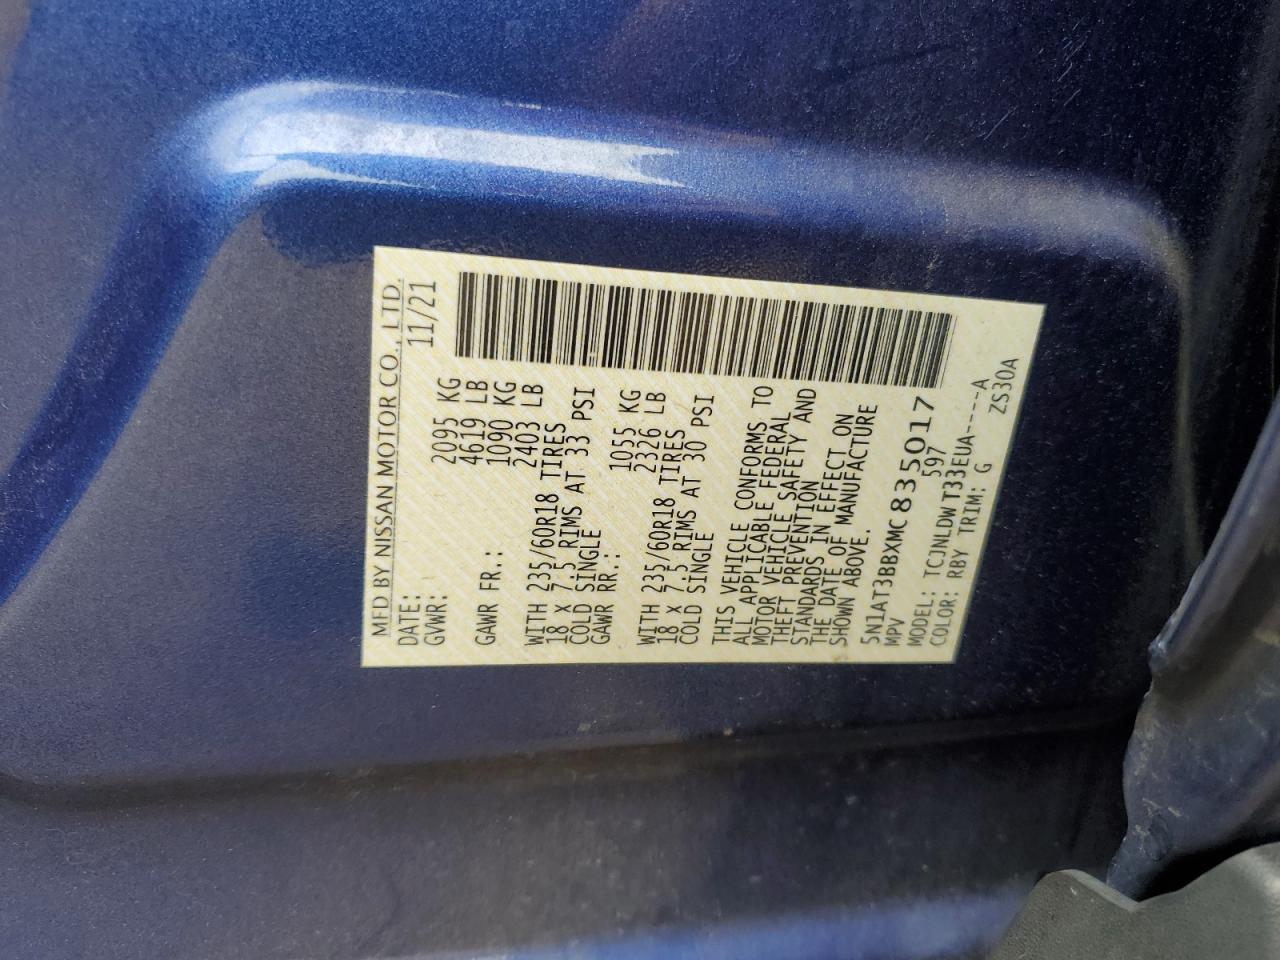 MFD BY NISSAN MOTOR CO., LTD.
DATE: 11/21
GVWR: 2095 KG
4619 LB
GAWR FR.: 1090 KG
2403 LB
WITH 235/60R18 TIRES
18 X 7.5 RIMS AT 33 PSI
COLD SINGLE
GAWR RR.: 1055 KG
2326 LB
WITH 235/60R18 TIRES
18 X 7.5 RIMS AT 30 PSI
COLD SINGLE
THIS VEHICLE CONFORMS TO
ALL APPLICABLE FEDERAL
MOTOR VEHICLE SAFETY AND
THEFT PREVENTION
STANDARDS IN EFFECT ON
THE DATE OF MANUFACTURE
SHOWN ABOVE.
5N1AT3BBXMC835017
MPV 597
MODEL: TCJNLDWT33EUA-----A
COLOR: RBY TRIM: G ZS30A